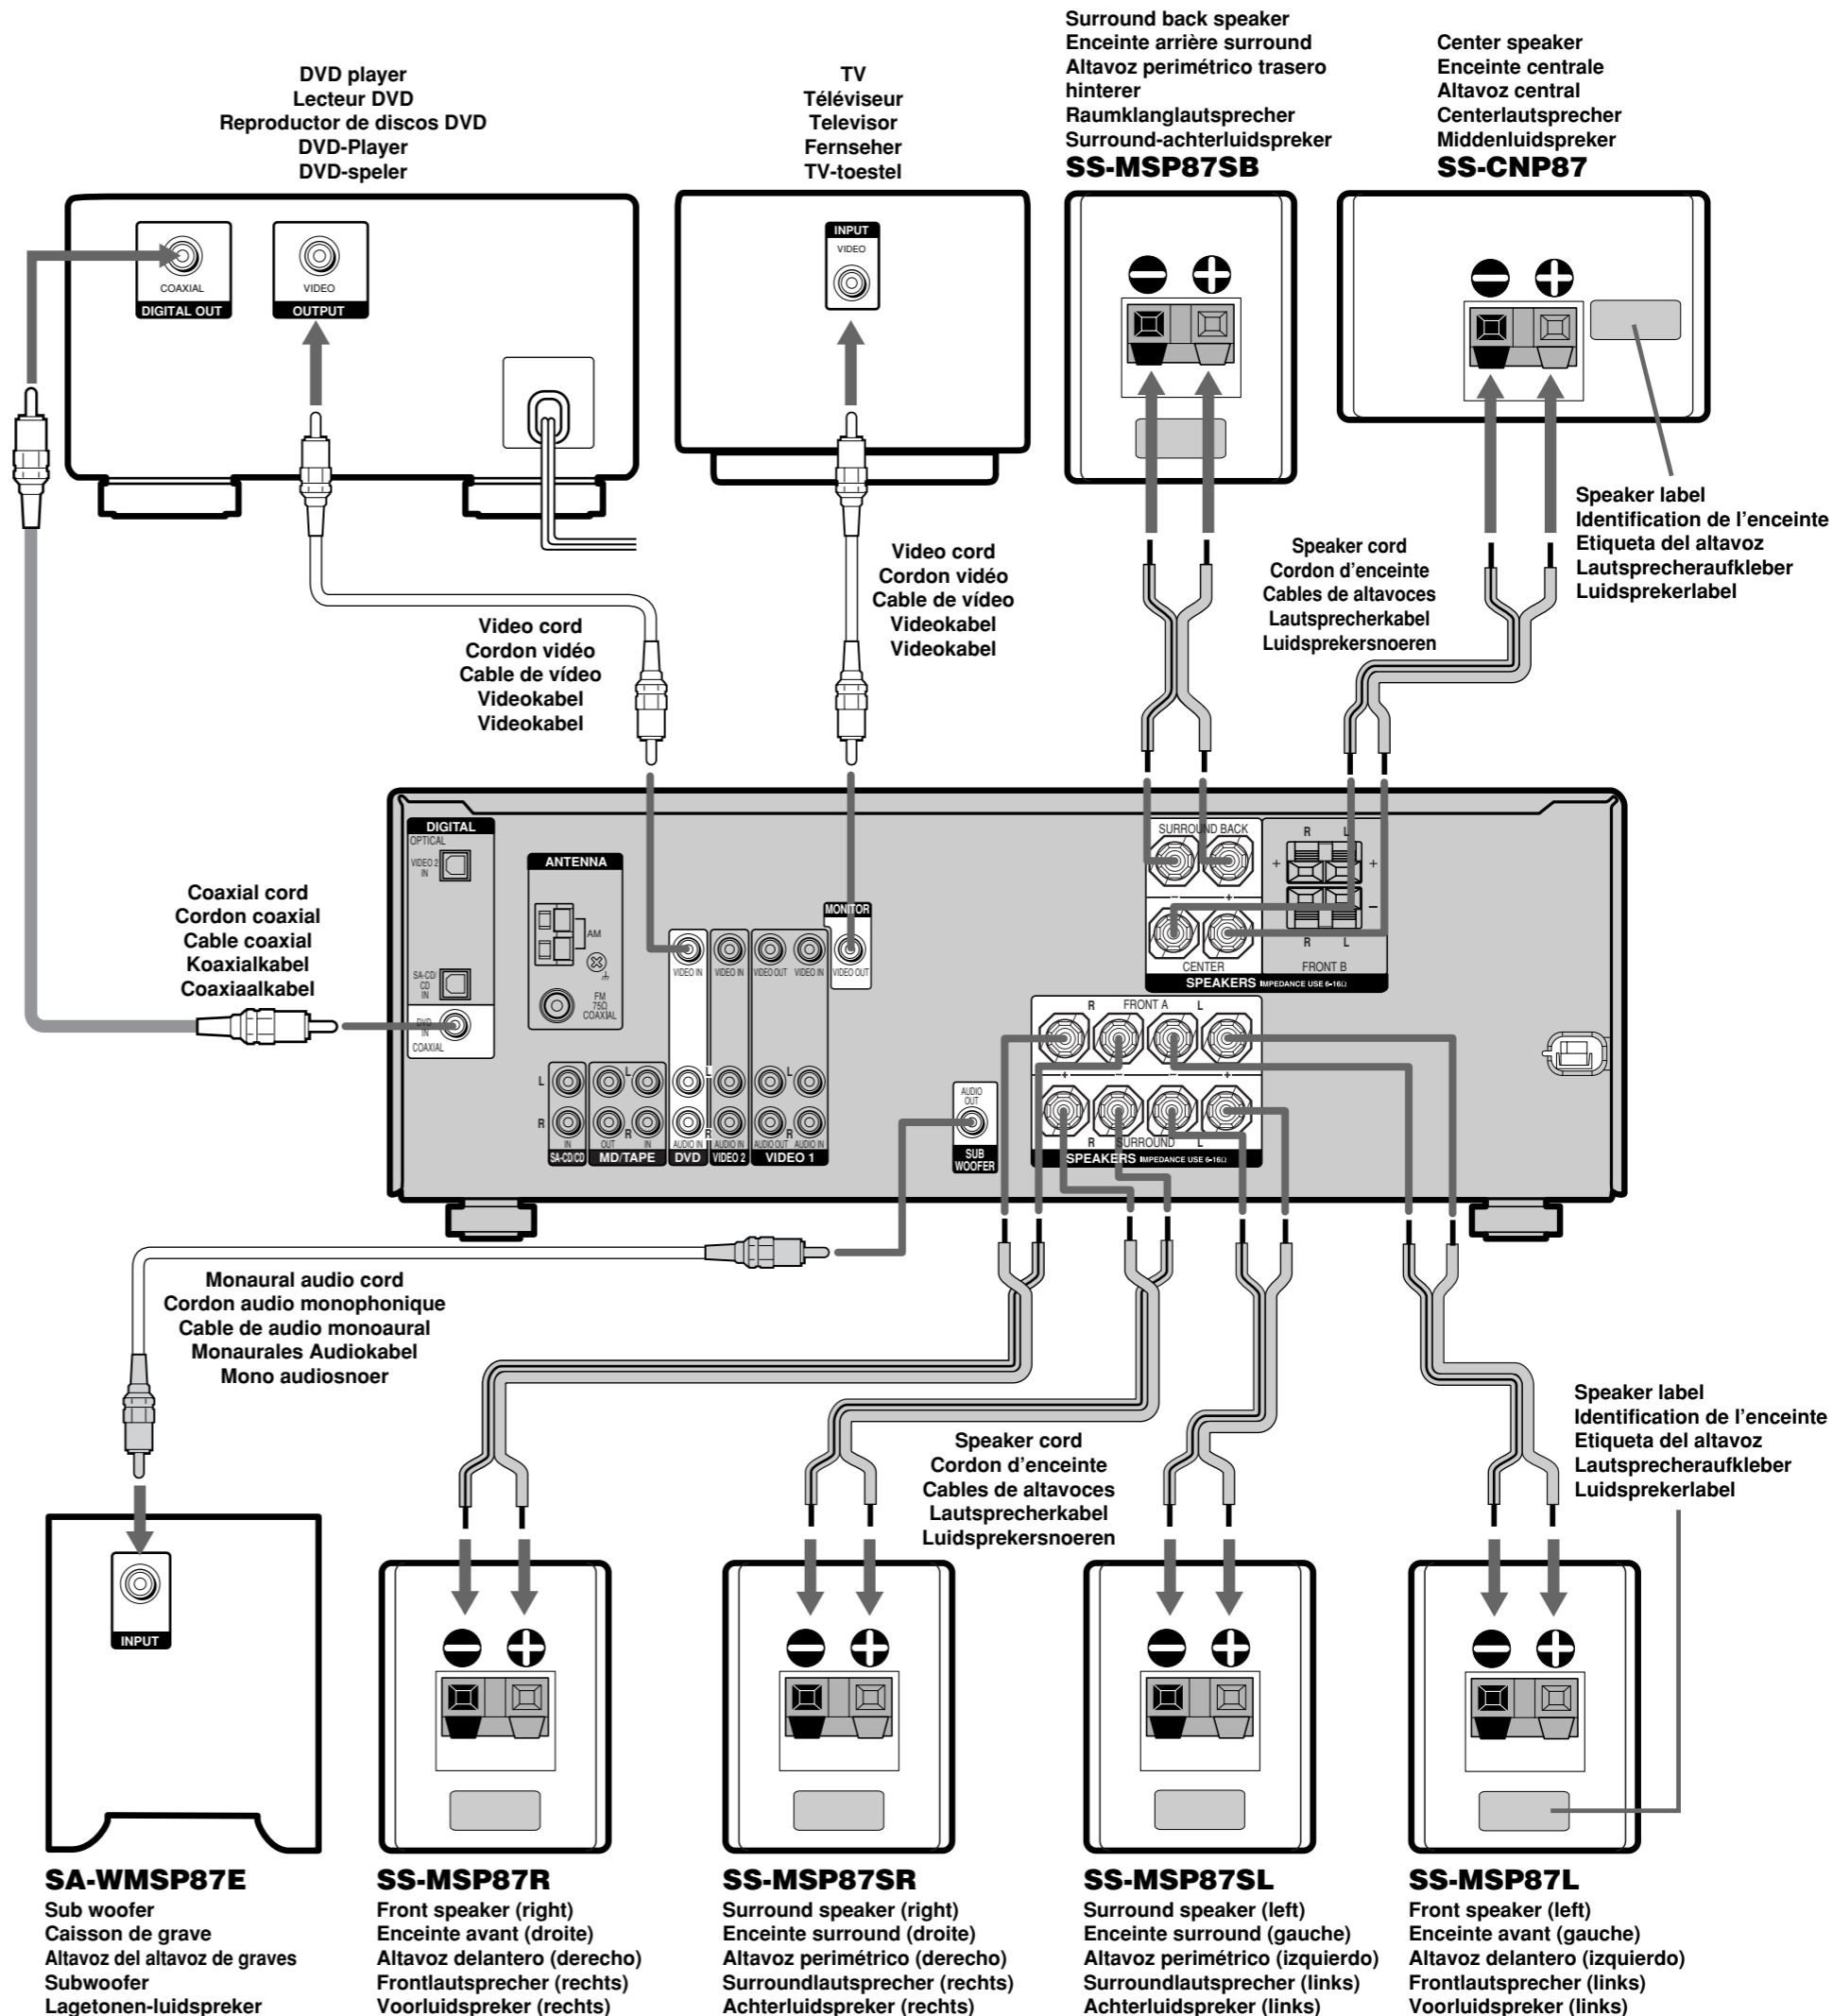 DVD player
Lecteur DVD
Reproductor de discos DVD
DVD-Player
DVD-speler
TV
Téléviseur
Televisor
Fernseher
TV-toestel
Surround back speaker
Enceinte arrière surround
Altavoz perimétrico trasero
hinterer
Raumklanglautsprecher
Surround-achterluidspreker
SS-MSP87SB
Center speaker
Enceinte centrale
Altavoz central
Centerlautsprecher
Middenluidspreker
SS-CNP87
COAXIAL
DIGITAL OUT
VIDEO
OUTPUT
INPUT
VIDEO
Speaker label
Identification de l'enceinte
Etiqueta del altavoz
Lautsprecheraufkleber
Luidsprekerlabel
Speaker cord
Cordon d'enceinte
Cables de altavoces
Lautsprecherkabel
Luidsprekersnoeren
Video cord
Cordon vidéo
Cable de vídeo
Videokabel
Videokabel
Video cord
Cordon vidéo
Cable de vídeo
Videokabel
Videokabel
Coaxial cord
Cordon coaxial
Cable coaxial
Koaxialkabel
Coaxiaalkabel
DIGITAL
OPTICAL
VIDEO 2
IN
SA-CD/
CD
IN
DVD
IN
COAXIAL
ANTENNA
AM
FM
75Ω
COAXIAL
MONITOR
VIDEO IN
VIDEO IN
VIDEO OUT
VIDEO IN
VIDEO OUT
L
L
L
L
R
R
R
R
IN
OUT
IN
AUDIO IN
AUDIO IN
AUDIO OUT
AUDIO IN
SA-CD/CD
MD/TAPE
DVD
VIDEO 2
VIDEO 1
AUDIO
OUT
SUB
WOOFER
SURROUND BACK
R L
+ +
− +
−
R L
CENTER
FRONT B
SPEAKERS IMPEDANCE USE 6-16Ω
R FRONT A L
+ − − +
R SURROUND L
SPEAKERS IMPEDANCE USE 6-16Ω
Monaural audio cord
Cordon audio monophonique
Cable de audio monoaural
Monaurales Audiokabel
Mono audiosnoer
Speaker cord
Cordon d'enceinte
Cables de altavoces
Lautsprecherkabel
Luidsprekersnoeren
Speaker label
Identification de l'enceinte
Etiqueta del altavoz
Lautsprecheraufkleber
Luidsprekerlabel
INPUT
SA-WMSP87E
Sub woofer
Caisson de grave
Altavoz del altavoz de graves
Subwoofer
Lagetonen-luidspreker
SS-MSP87R
Front speaker (right)
Enceinte avant (droite)
Altavoz delantero (derecho)
Frontlautsprecher (rechts)
Voorluidspreker (rechts)
SS-MSP87SR
Surround speaker (right)
Enceinte surround (droite)
Altavoz perimétrico (derecho)
Surroundlautsprecher (rechts)
Achterluidspreker (rechts)
SS-MSP87SL
Surround speaker (left)
Enceinte surround (gauche)
Altavoz perimétrico (izquierdo)
Surroundlautsprecher (links)
Achterluidspreker (links)
SS-MSP87L
Front speaker (left)
Enceinte avant (gauche)
Altavoz delantero (izquierdo)
Frontlautsprecher (links)
Voorluidspreker (links)